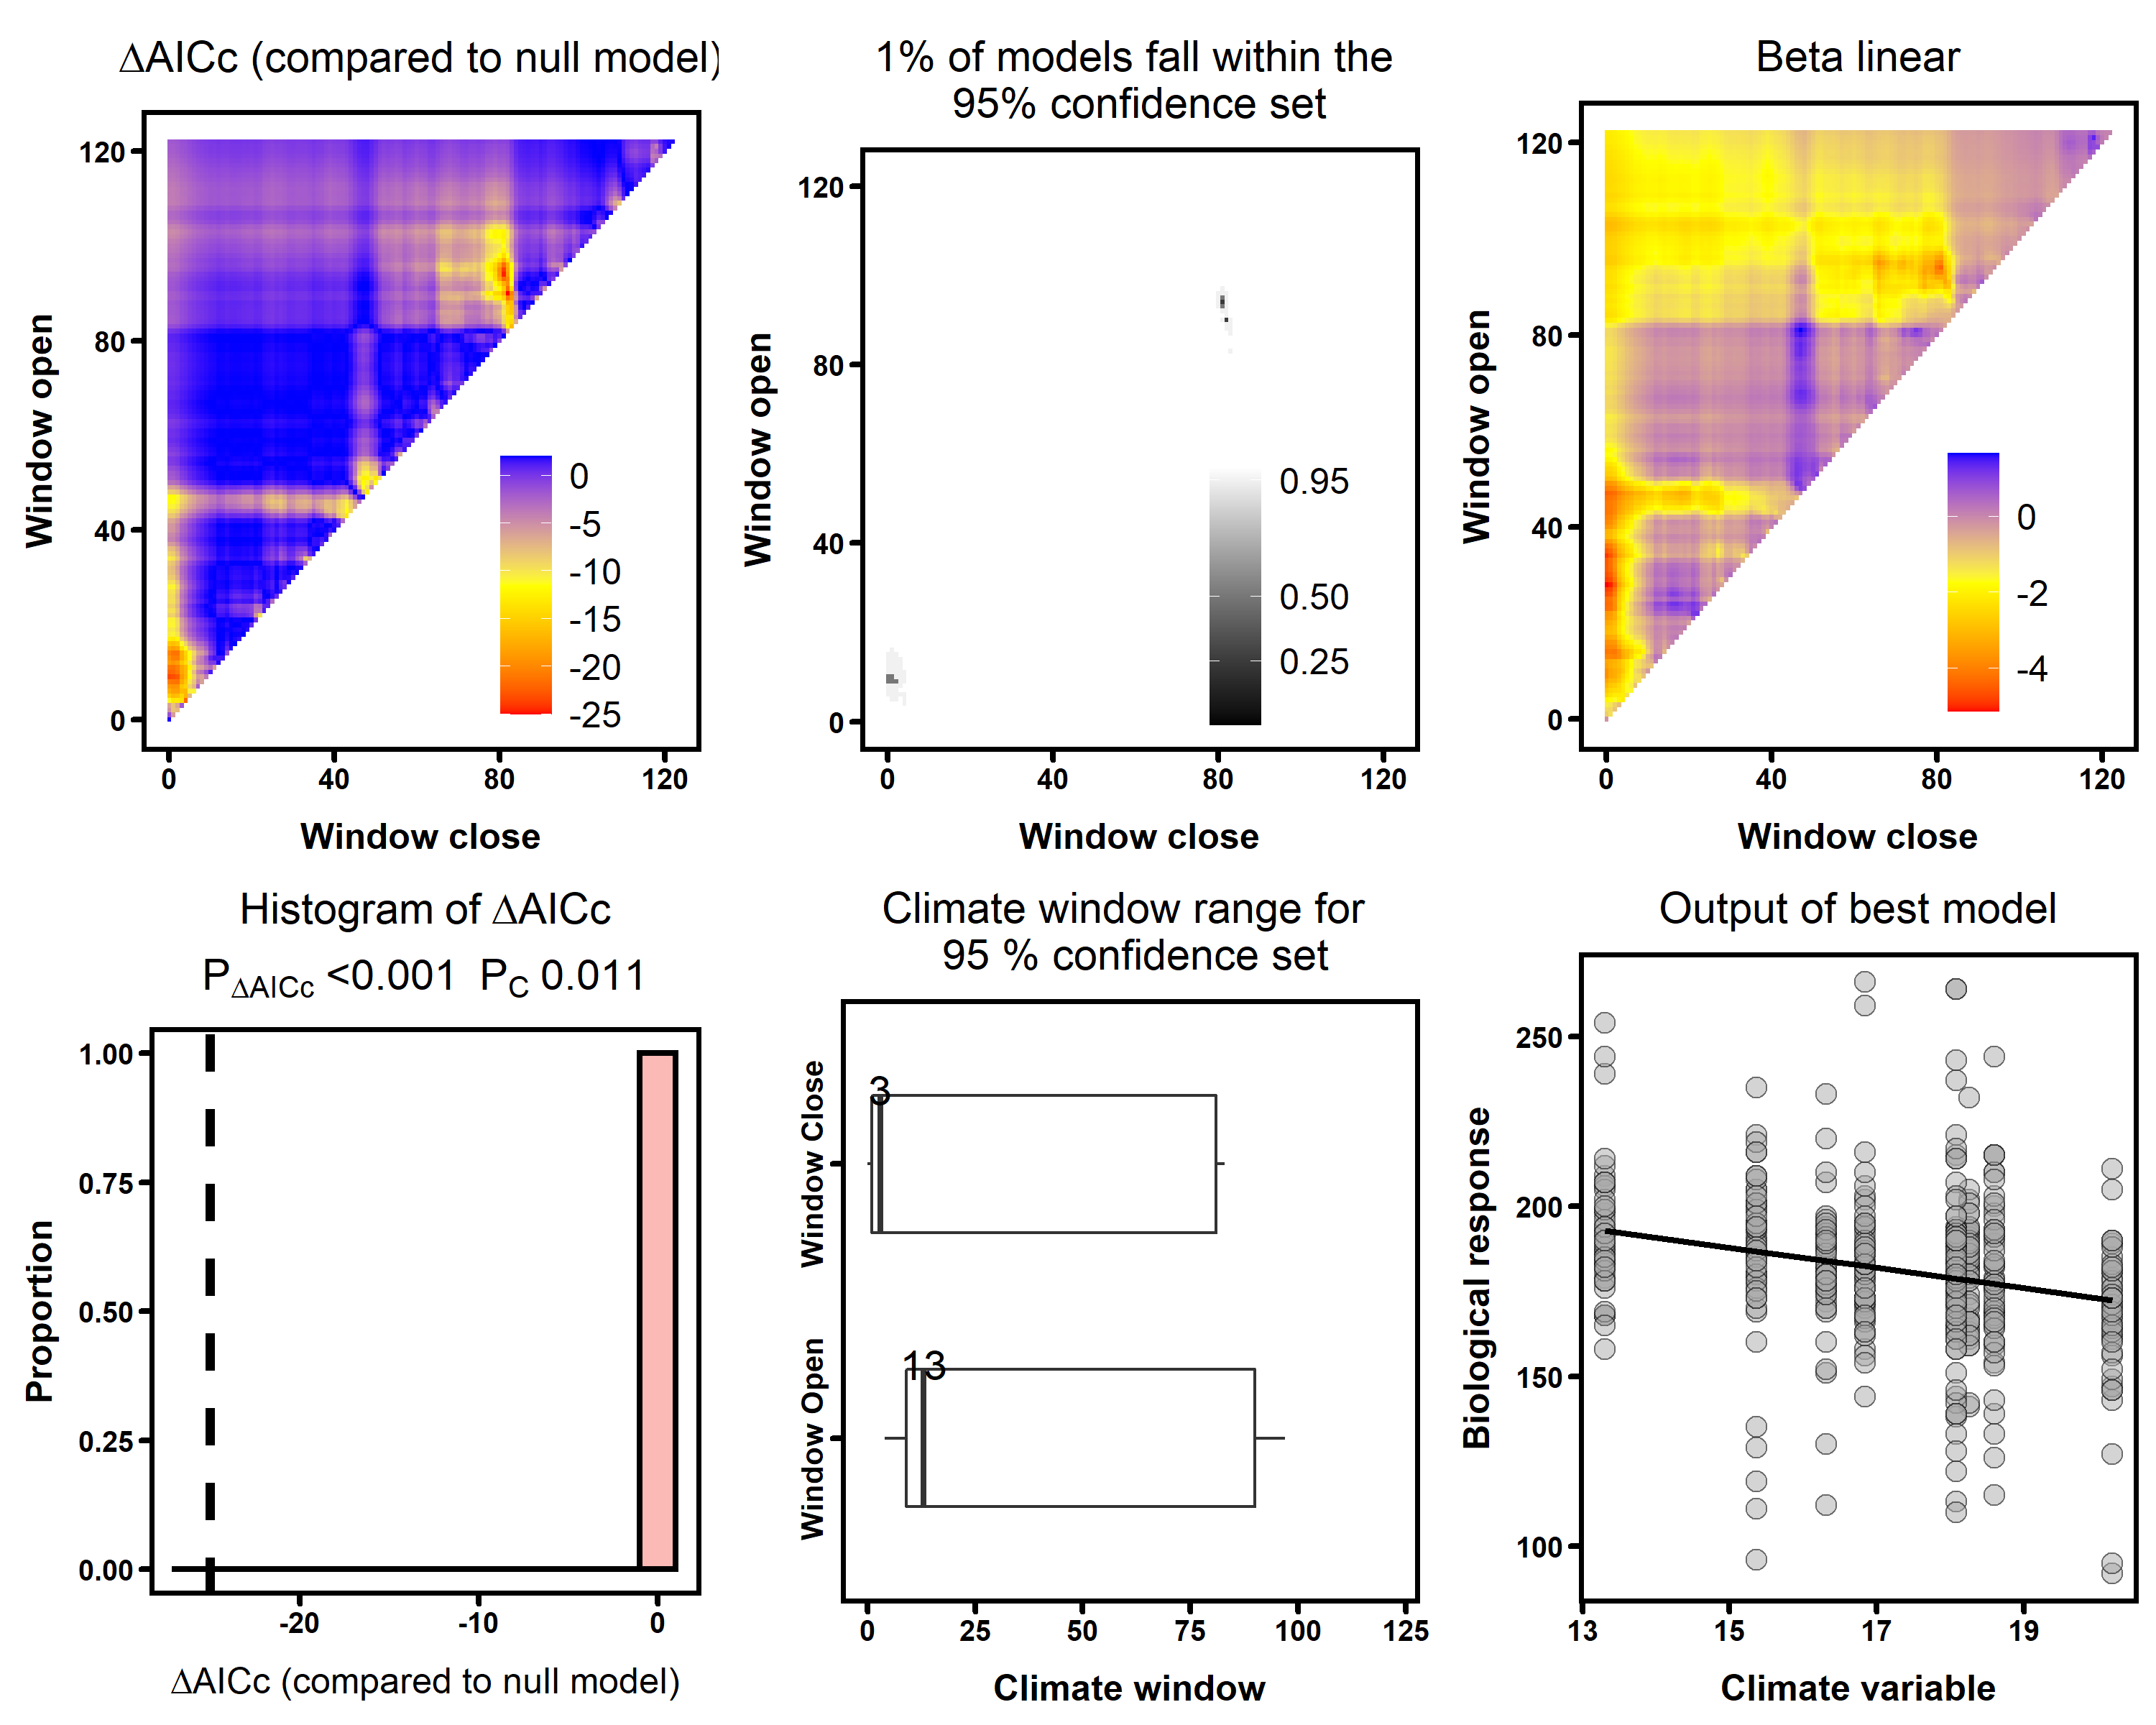 ΔAICc (compared to null model)
Window open
120
80
40
0
0
-5
-10
-15
-20
-25
0 40 80 120
Window close
1% of models fall within the
95% confidence set
Window open
120
80
40
0
0.95
0.50
0.25
0 40 80 120
Window close
Beta linear
Window open
120
80
40
0
0
-2
-4
0 40 80 120
Window close
Histogram of ΔAICc
PΔAICc <0.001 PC 0.011
Proportion
1.00
0.75
0.50
0.25
0.00
-20 -10 0
ΔAICc (compared to null model)
Climate window range for
95 % confidence set
Window Close
3
Window Open
13
0 25 50 75 100 125
Climate window
Output of best model
Biological response
250
200
150
100
13 15 17 19
Climate variable